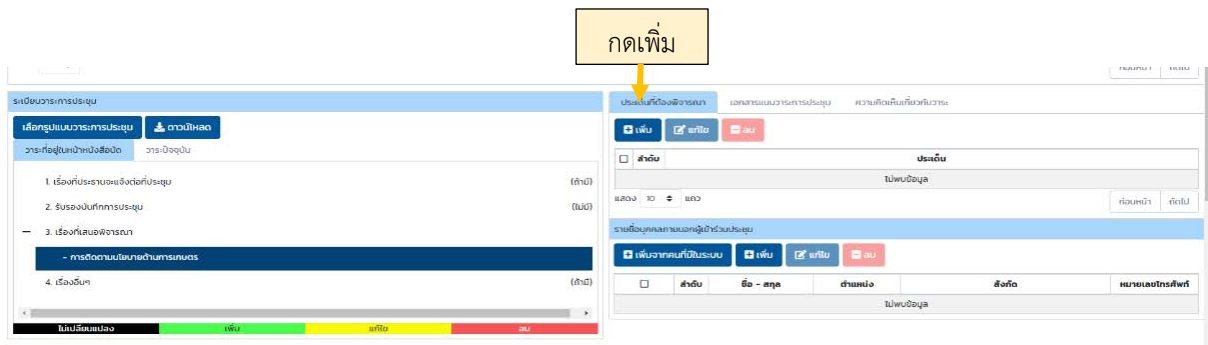 กดเพิ่ม
ก่อนหน้า ถัดไป
ระเบียบวาระการประชุม
เลือกรูปแบบวาระการประชุม ดาวน์โหลด
วาระที่อยู่ในหน้าหนังสือนัด วาระปัจจุบัน
1. เรื่องที่ประธานจะแจ้งต่อที่ประชุม (ถ้ามี)
2. รับรองบันทึกการประชุม (ไม่มี)
3. เรื่องที่เสนอพิจารณา
- การติดตามนโยบายด้านการเกษตร
4. เรื่องอื่นๆ (ถ้ามี)
ไม่เปลี่ยนแปลง เพิ่ม แก้ไข ลบ
ประเด็นที่ต้องพิจารณา เอกสารแนบวาระการประชุม ความคิดเห็นเกี่ยวกับวาระ
เพิ่ม แก้ไข ลบ
ลำดับ ประเด็น
ไม่พบข้อมูล
แสดง 10 แถว ก่อนหน้า ถัดไป
รายชื่อบุคคลภายนอกผู้เข้าร่วมประชุม
เพิ่มจากคนที่มีในระบบ เพิ่ม แก้ไข ลบ
ลำดับ ชื่อ - สกุล ตำแหน่ง สังกัด หมายเลขโทรศัพท์
ไม่พบข้อมูล